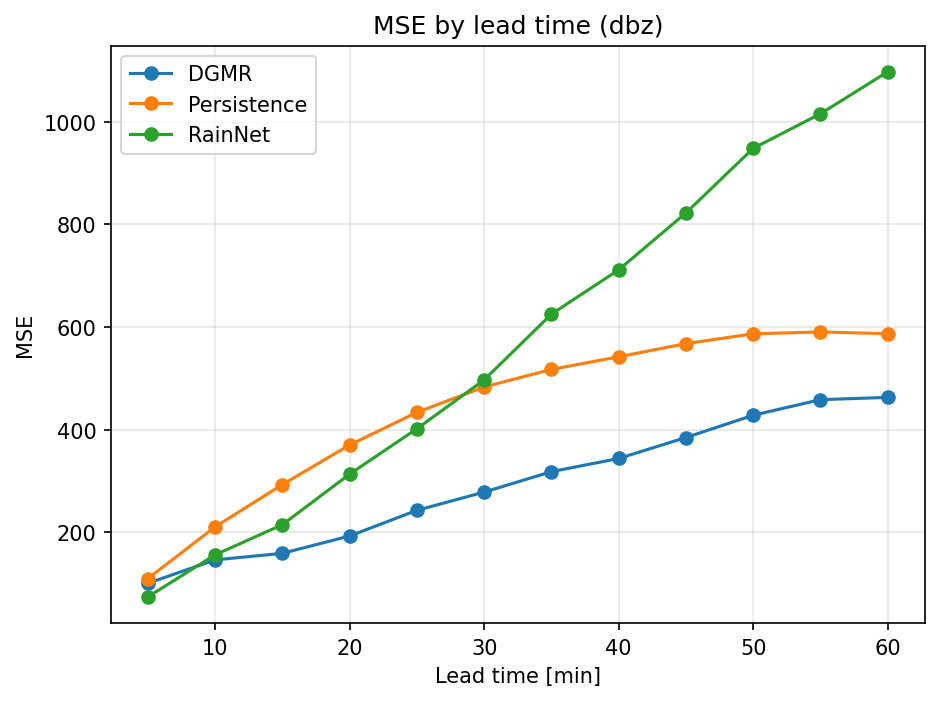 MSE by lead time (dbz)
DGMR
Persistence
RainNet
1000
800
600
400
200
MSE
10 20 30 40 50 60
Lead time [min]